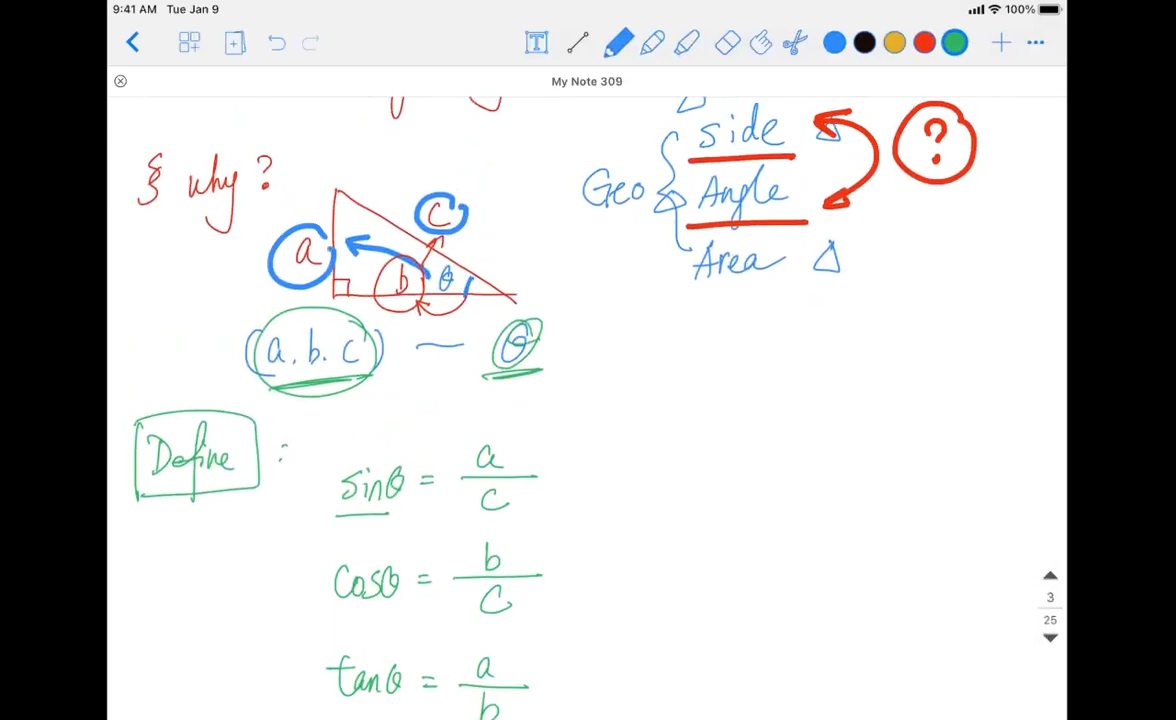 9:41 AM Tue Jan 9
100%
My Note 309
§ why?
Geo
side
Angle
Area Δ
?
a
b
c
θ
(a. b. c) — θ
Define :
sinθ = a/c
cosθ = b/c
tanθ = a/b
3
25